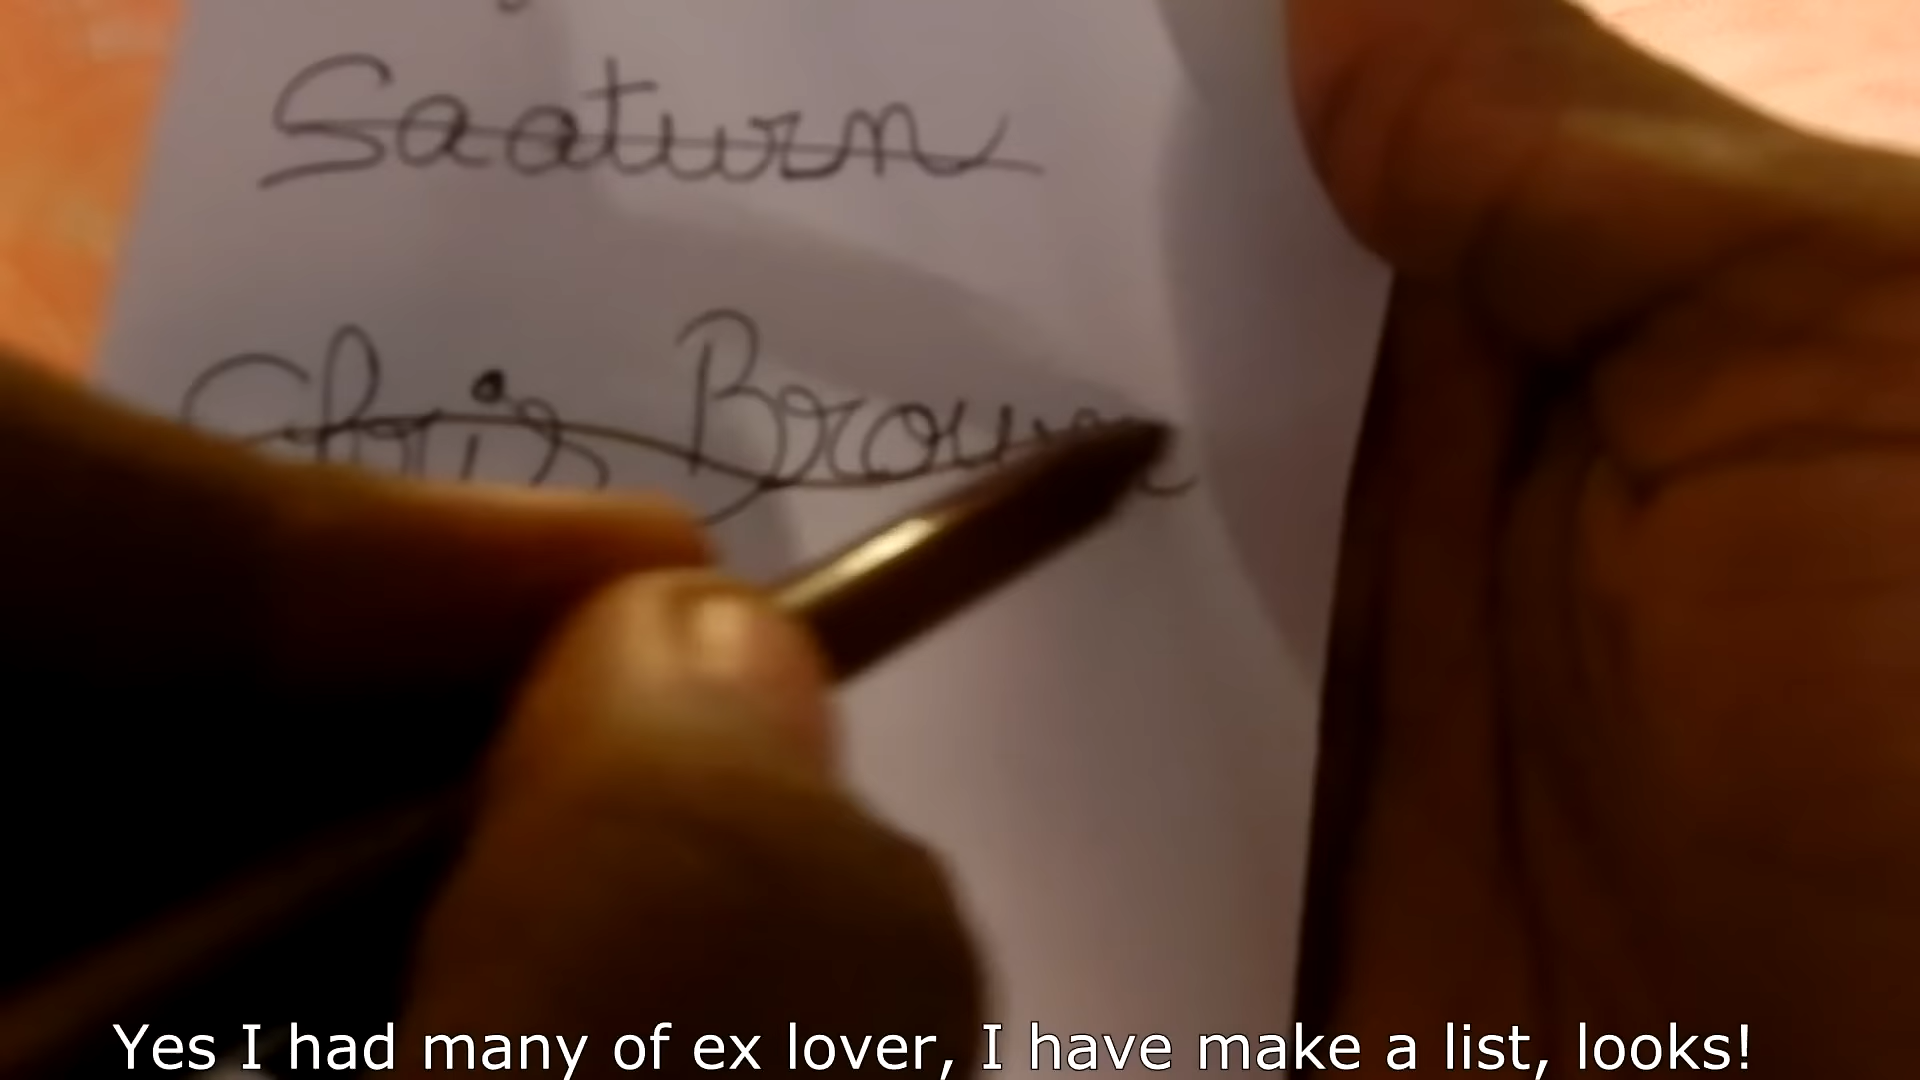 Saaturn
Chris Brown
Yes I had many of ex lover, I have make a list, looks!